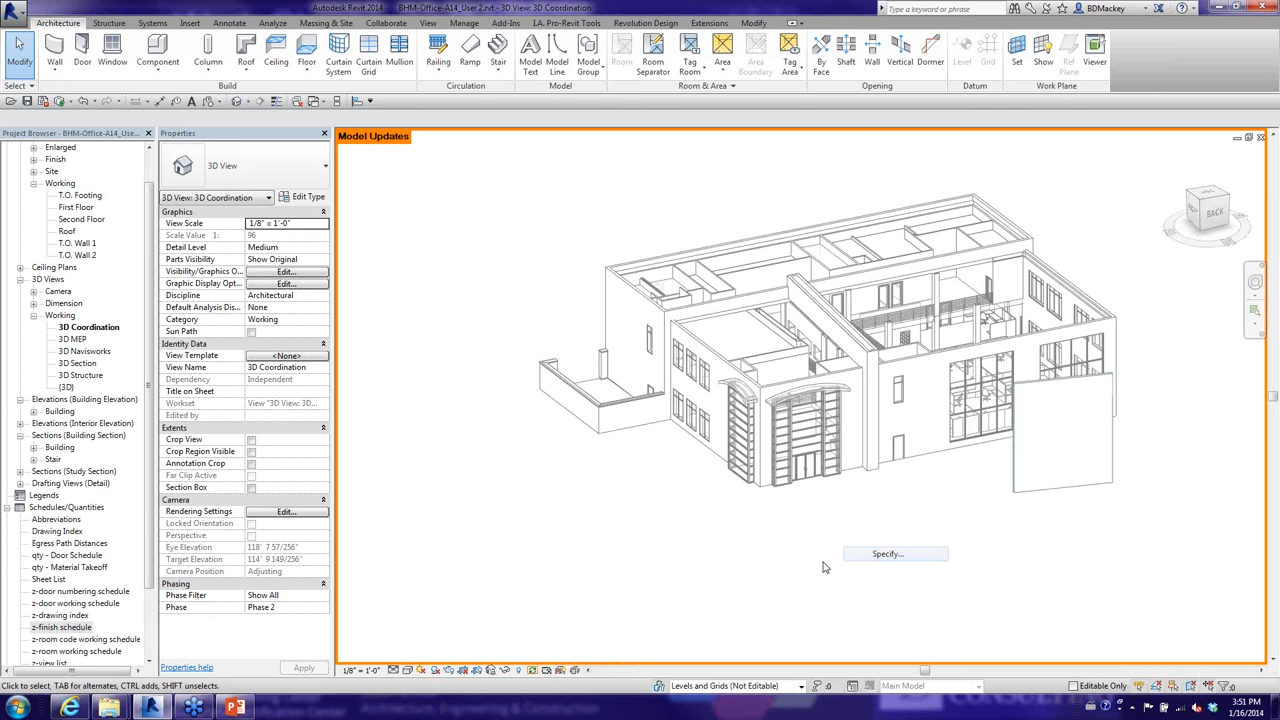 Autodesk Revit 2014 - BHM-Office-A14_User 2.rvt - 3D View: 3D Coordination
Type a keyword or phrase
BDMackey
Architecture Structure Systems Insert Annotate Analyze Massing & Site Collaborate View Manage Add-Ins I.A. Pro-Revit Tools Revolution Design Extensions Modify
Modify Wall Door Window Component Column Roof Ceiling Floor Curtain System Curtain Grid Mullion Railing Ramp Stair Model Text Model Line Model Group Room Room Separator Tag Room Area Area Boundary Tag Area By Face Shaft Wall Vertical Dormer Level Grid Set Show Ref Plane Viewer
Select Build Circulation Model Room & Area Opening Datum Work Plane
Project Browser - BHM-Office-A14_Use...
Enlarged
Finish
Site
Working
T.O. Footing
First Floor
Second Floor
Roof
T.O. Wall 1
T.O. Wall 2
Ceiling Plans
3D Views
Camera
Dimension
Working
3D Coordination
3D MEP
3D Navisworks
3D Section
3D Structure
{3D}
Elevations (Building Elevation)
Building
Elevations (Interior Elevation)
Sections (Building Section)
Building
Stair
Sections (Study Section)
Drafting Views (Detail)
Legends
Schedules/Quantities
Abbreviations
Drawing Index
Egress Path Distances
qty - Door Schedule
qty - Material Takeoff
Sheet List
z-door numbering schedule
z-door working schedule
z-drawing index
z-finish schedule
z-room code working schedule
z-room working schedule
z-view list
Properties
3D View
3D View: 3D Coordination Edit Type
Graphics
View Scale 1/8" = 1'-0"
Scale Value 1: 96
Detail Level Medium
Parts Visibility Show Original
Visibility/Graphics O... Edit...
Graphic Display Opt... Edit...
Discipline Architectural
Default Analysis Dis... None
Category Working
Sun Path
Identity Data
View Template <None>
View Name 3D Coordination
Dependency Independent
Title on Sheet
Workset View "3D View: 3D...
Edited by
Extents
Crop View
Crop Region Visible
Annotation Crop
Far Clip Active
Section Box
Camera
Rendering Settings Edit...
Locked Orientation
Perspective
Eye Elevation 118' 7 57/256"
Target Elevation 114' 9 149/256"
Camera Position Adjusting
Phasing
Phase Filter Show All
Phase Phase 2
Properties help Apply
Model Updates
BACK
Specify...
1/8" = 1'-0"
Click to select, TAB for alternates, CTRL adds, SHIFT unselects.
Levels and Grids (Not Editable)
:0
Main Model
Editable Only
:0
3:51 PM
1/16/2014